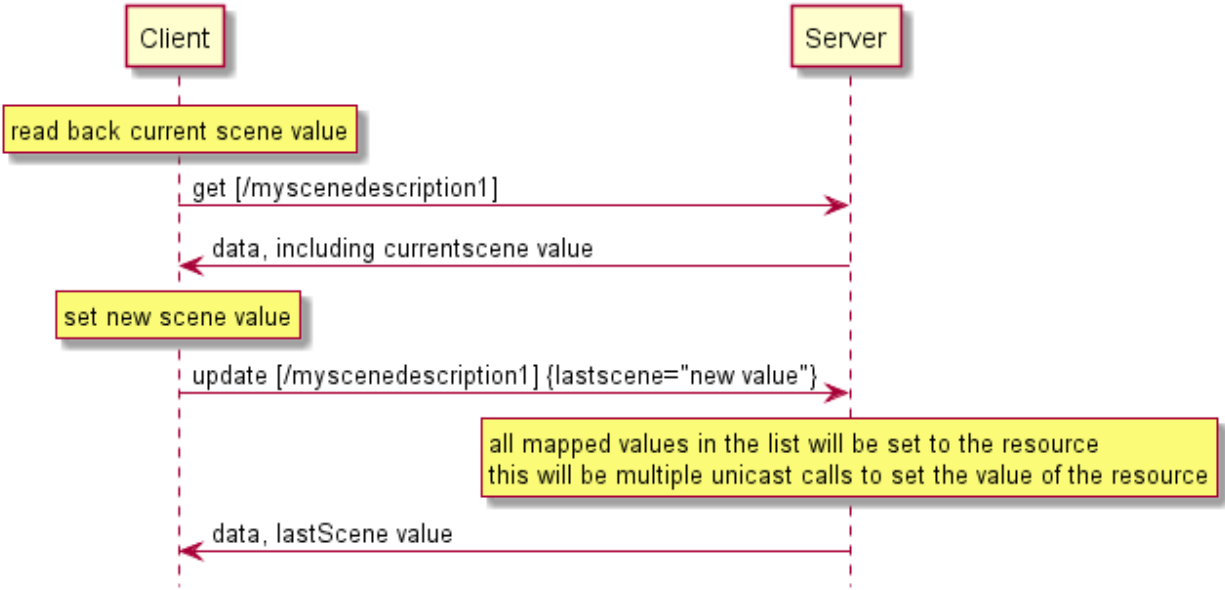 Client
Server
read back current scene value
get [/myscenedescription1]
data, including currentscene value
set new scene value
update [/myscenedescription1] {lastscene="new value"}
all mapped values in the list will be set to the resource
this will be multiple unicast calls to set the value of the resource
data, lastScene value